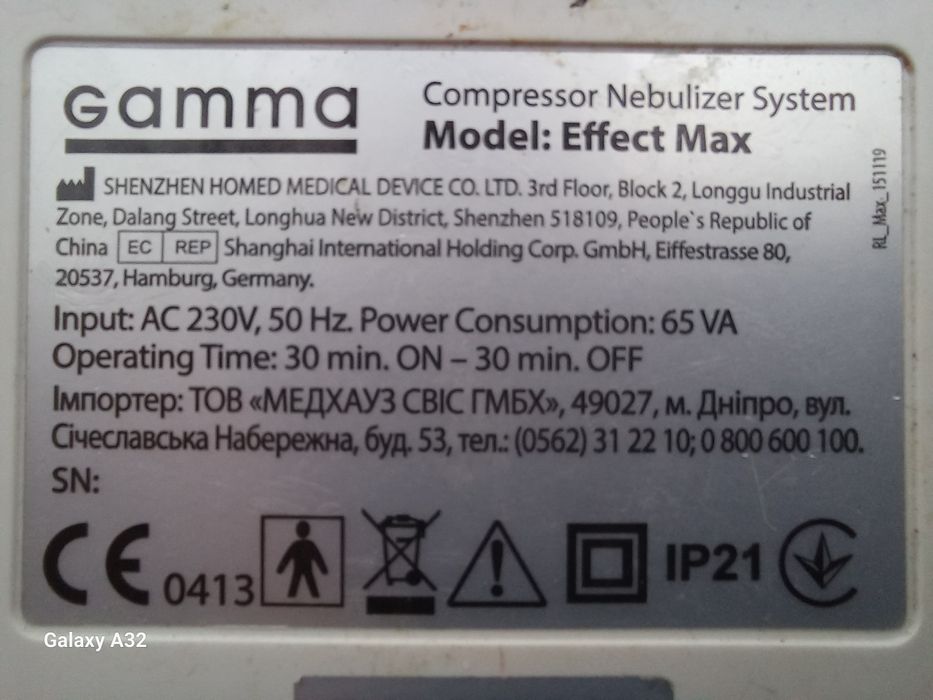 Gamma
Compressor Nebulizer System
Model: Effect Max
SHENZHEN HOMED MEDICAL DEVICE CO. LTD. 3rd Floor, Block 2, Longgu Industrial
Zone, Dalang Street, Longhua New District, Shenzhen 518109, People`s Republic of
China EC REP Shanghai International Holding Corp. GmbH, Eiffestrasse 80,
20537, Hamburg, Germany.
RL_Max_151119
Input: AC 230V, 50 Hz. Power Consumption: 65 VA
Operating Time: 30 min. ON – 30 min. OFF
Імпортер: ТОВ «МЕДХАУЗ СВІС ГМБХ», 49027, м. Дніпро, вул.
Січеславська Набережна, буд. 53, тел.: (0562) 31 22 10; 0 800 600 100.
SN:
CE 0413 IP21
Galaxy A32